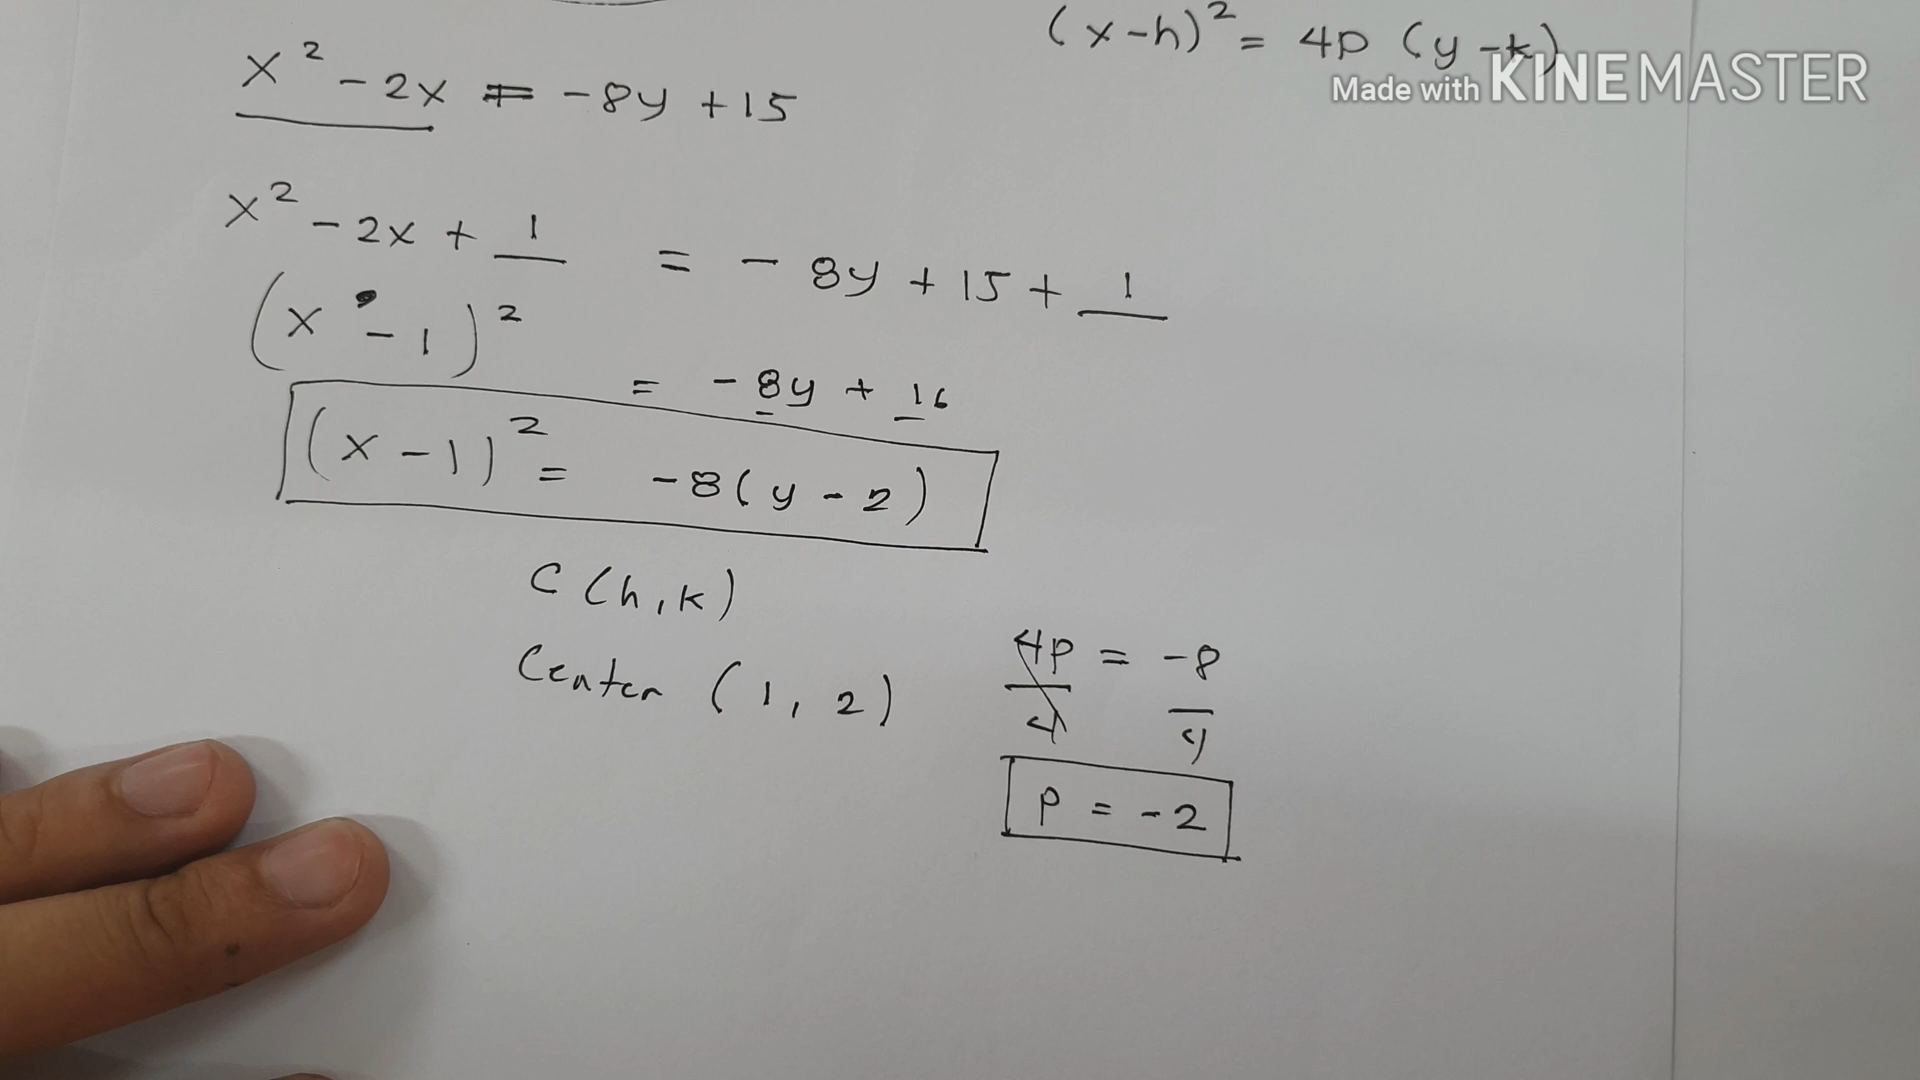 (x-h)² = 4p (y-k)
Made with KINEMASTER
x² - 2x = -8y + 15
x² - 2x + 1 = - 8y + 15 + 1
(x - 1)² = - 8y + 16
(x - 1)² = -8(y - 2)
C (h, k)
Center (1, 2)
4p = -8
4 4
p = -2